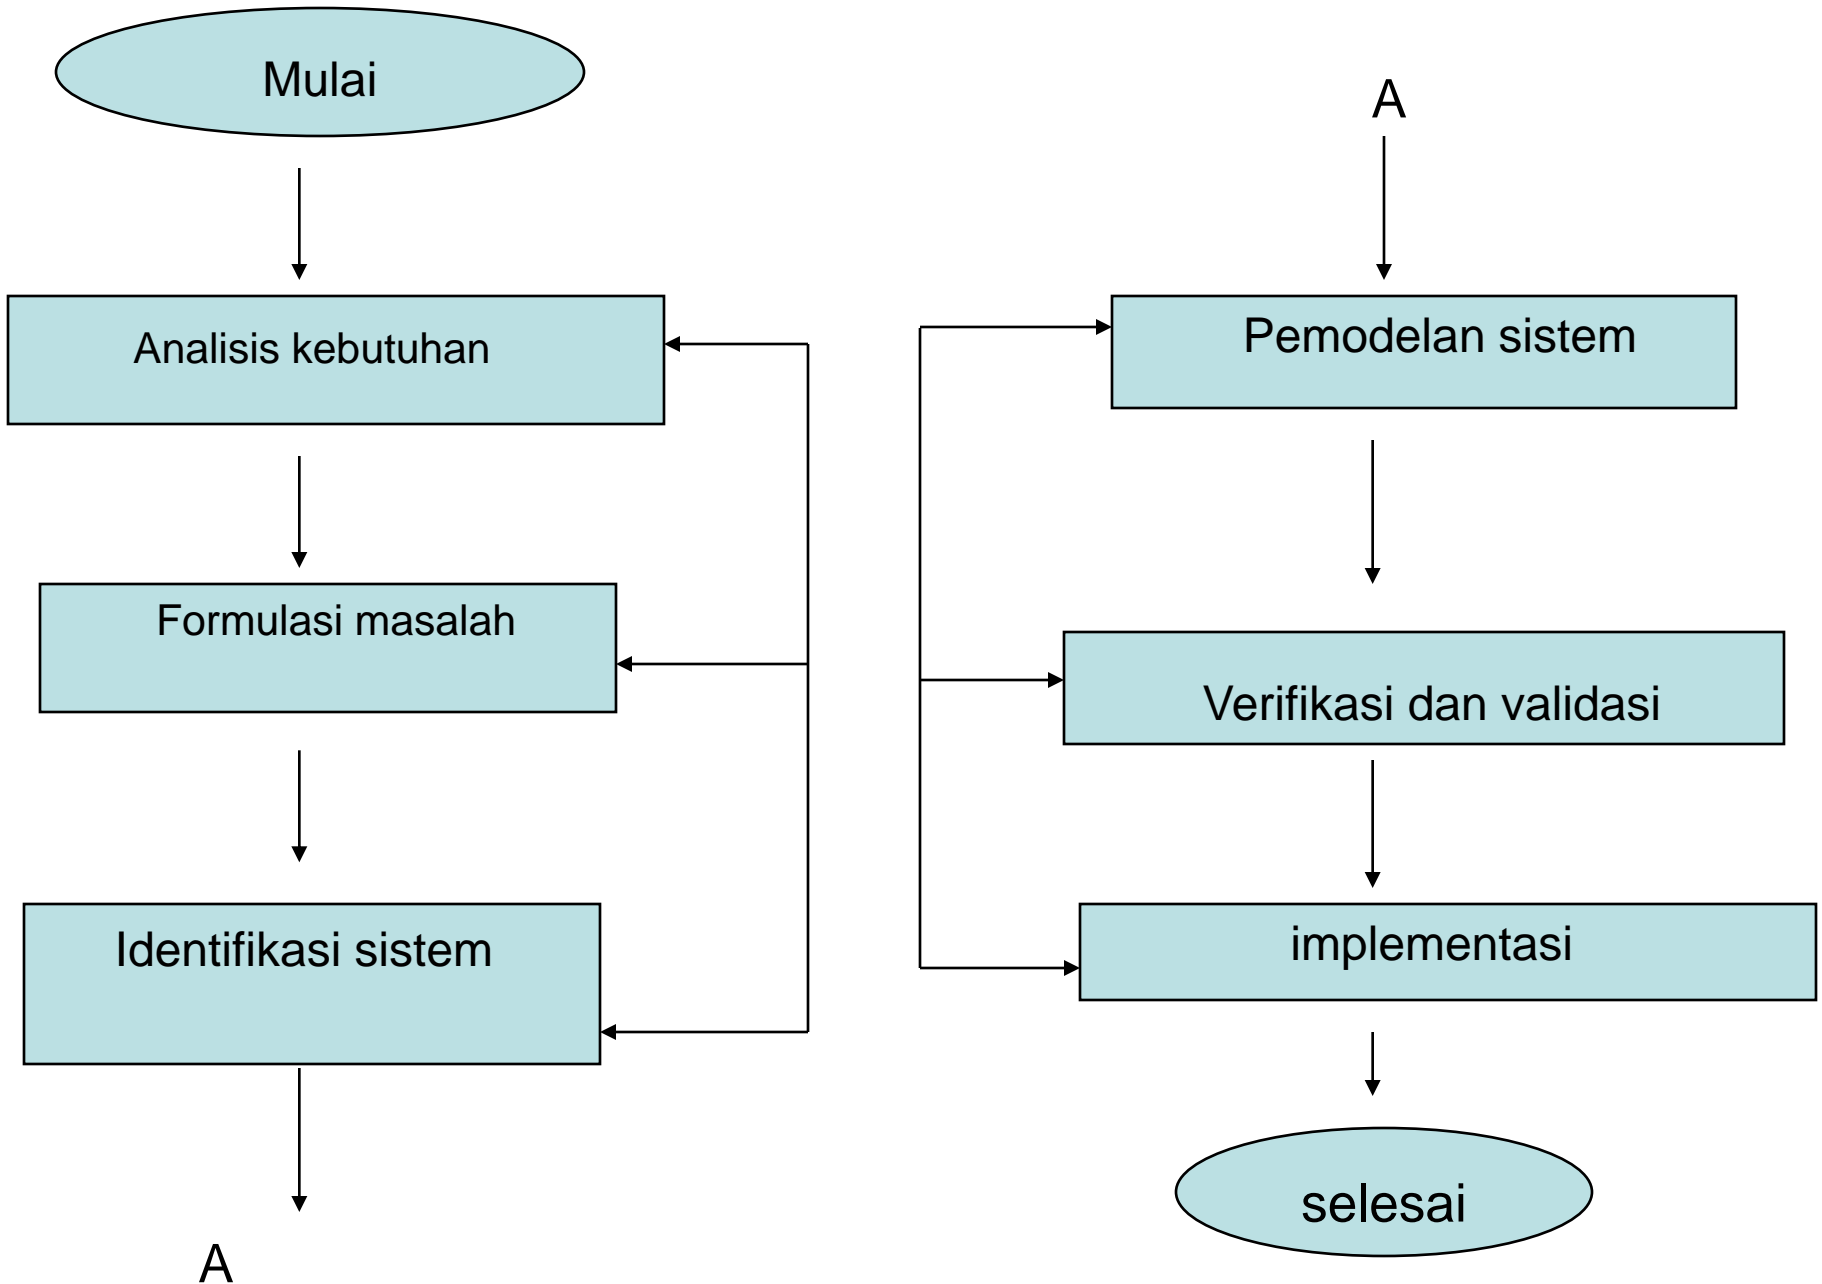 Mulai
Analisis kebutuhan
Formulasi masalah
Identifikasi sistem
A
A
Pemodelan sistem
Verifikasi dan validasi
implementasi
selesai